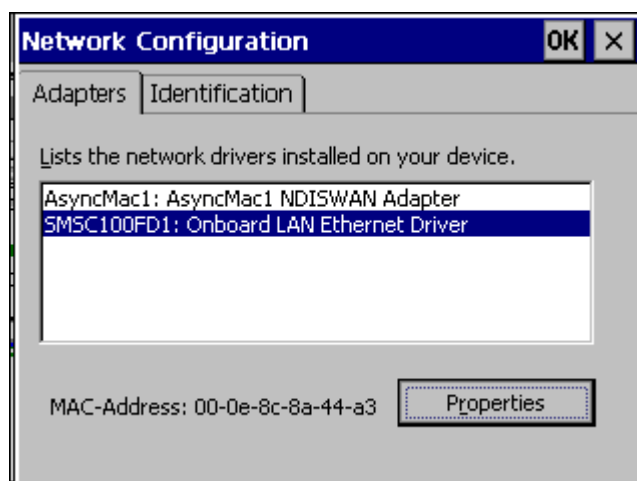 Network Configuration OK ×
Adapters Identification
Lists the network drivers installed on your device.
AsyncMac1: AsyncMac1 NDISWAN Adapter
SMSC100FD1: Onboard LAN Ethernet Driver
MAC-Address: 00-0e-8c-8a-44-a3 Properties